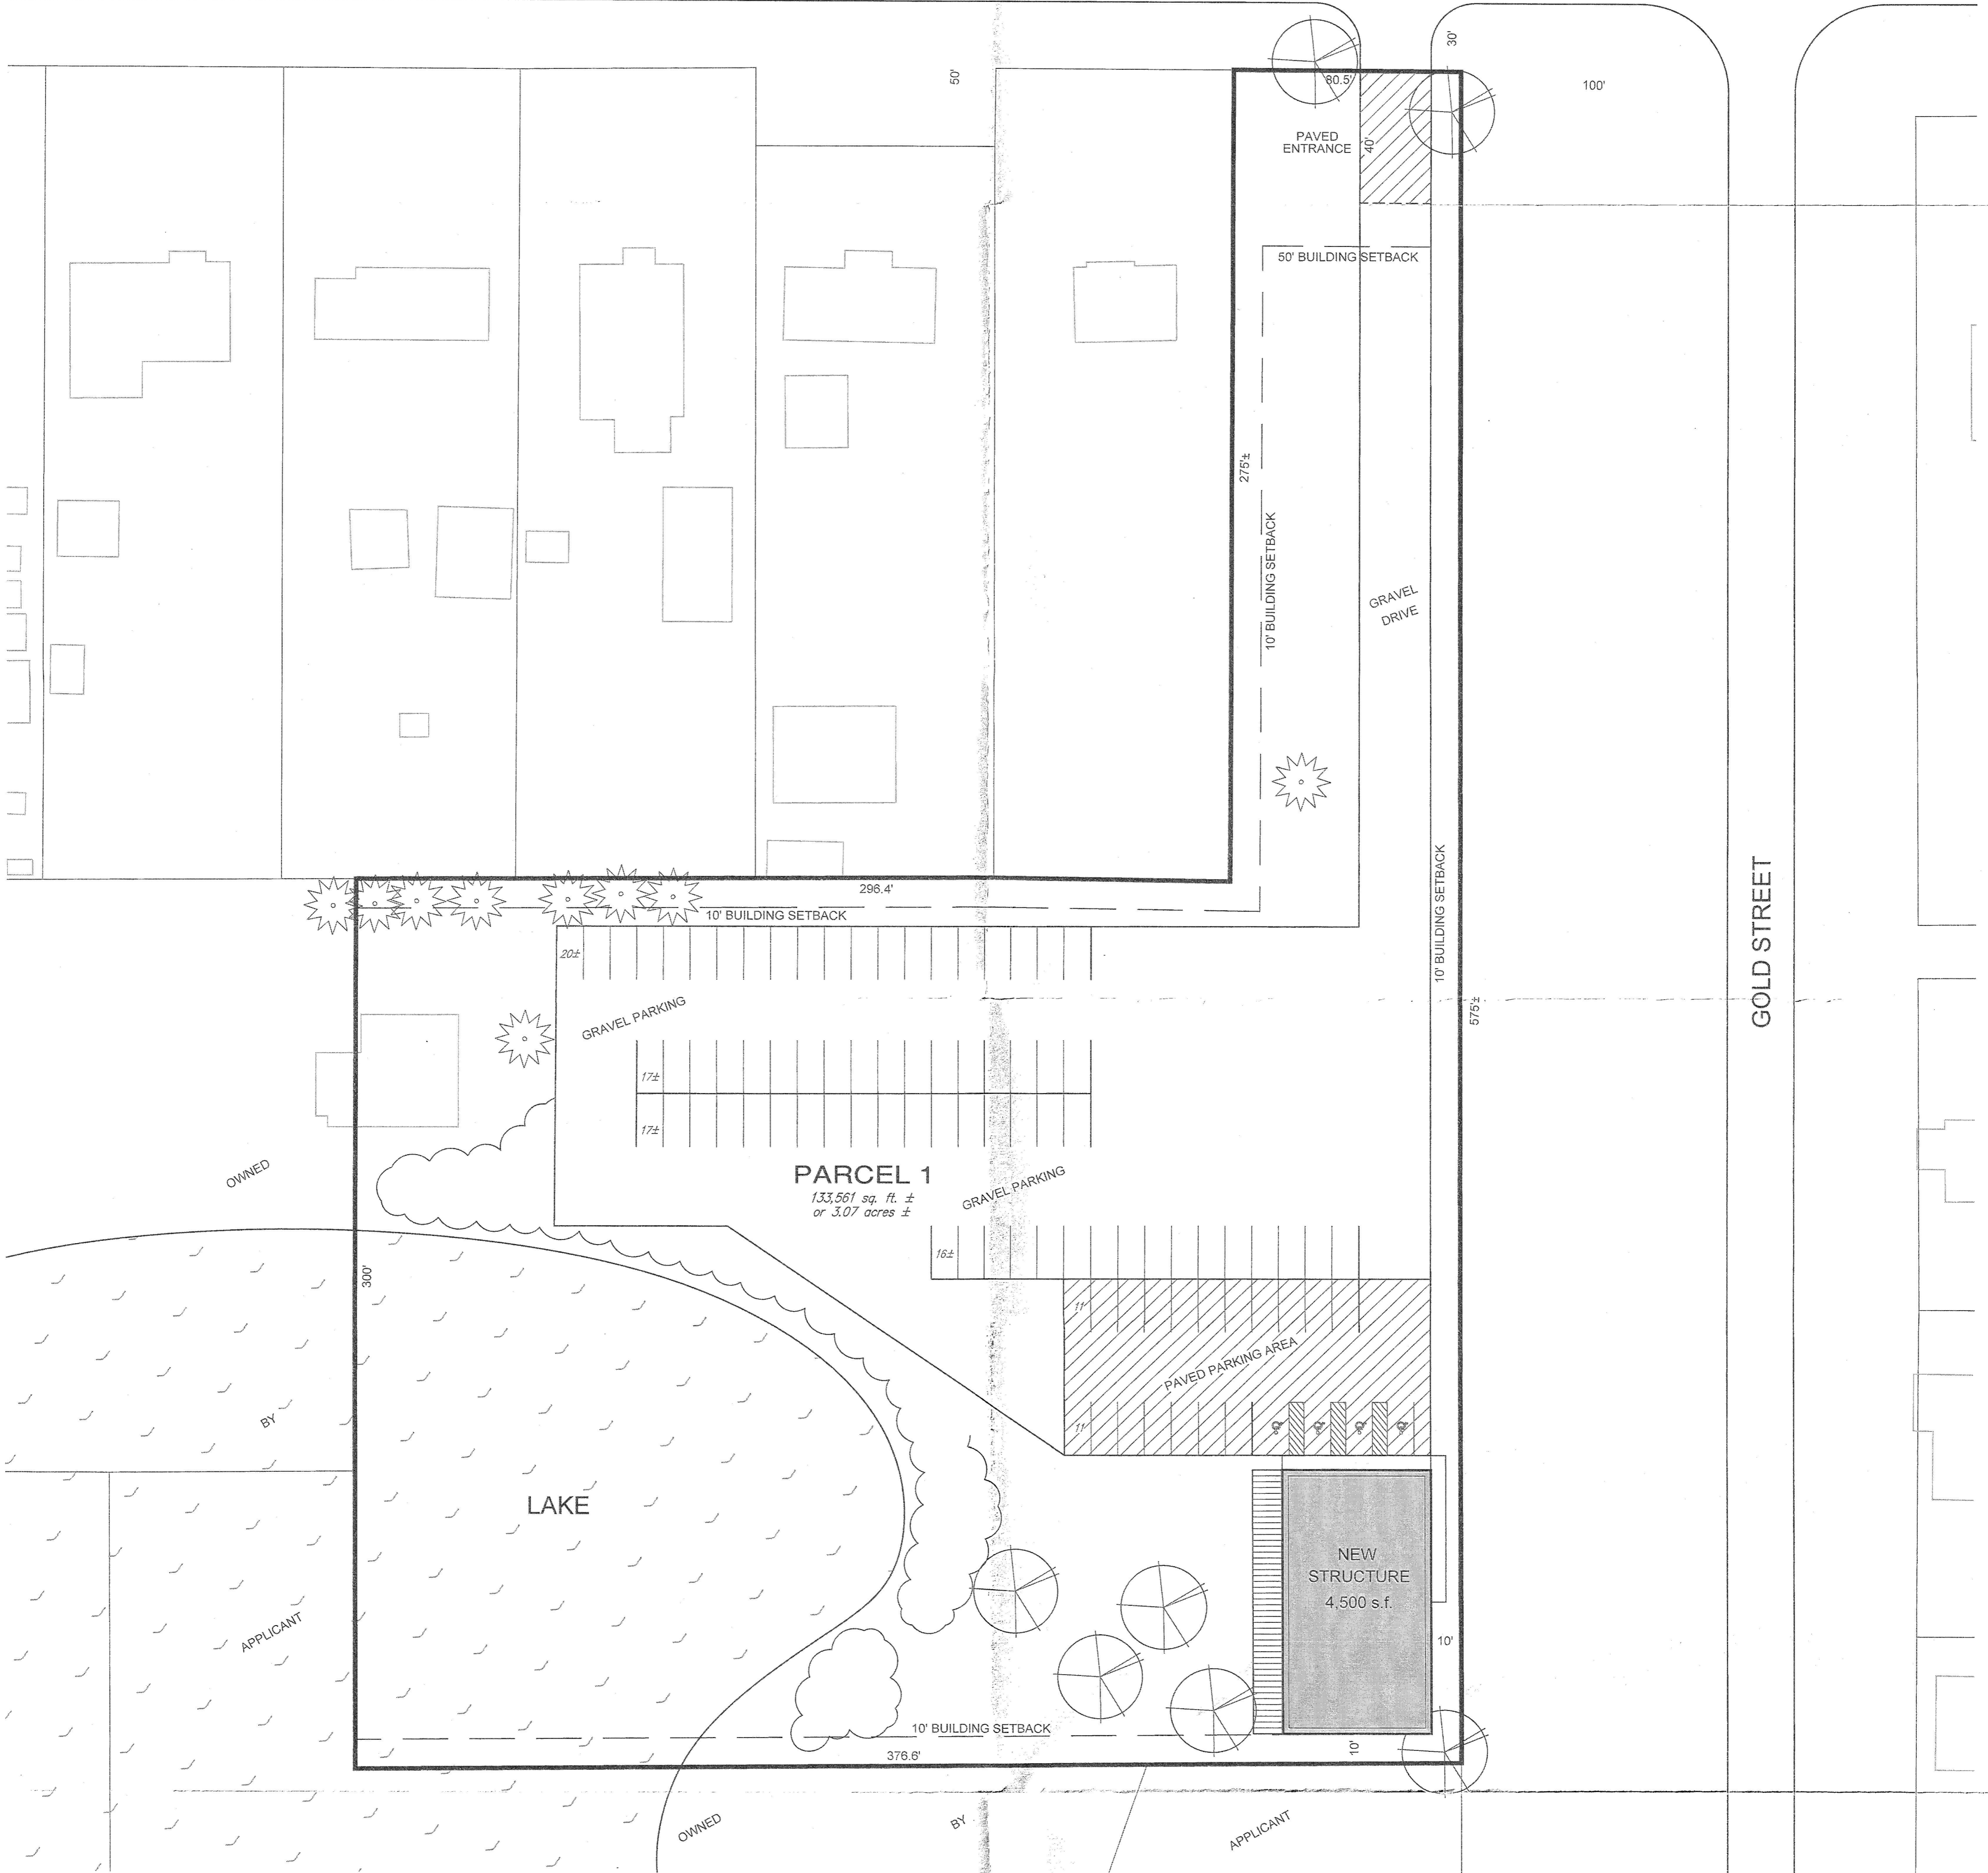 30'
50'
80.5'
100'
PAVED
ENTRANCE
40'
50' BUILDING SETBACK
275'±
10' BUILDING SETBACK
GRAVEL
DRIVE
296.4'
10' BUILDING SETBACK
10' BUILDING SETBACK
575'±
GOLD STREET
20±
GRAVEL PARKING
17±
17±
PARCEL 1
133,561 sq. ft. ±
or 3.07 acres ±
GRAVEL PARKING
OWNED
BY
APPLICANT
300'
16±
11
PAVED PARKING AREA
11
LAKE
NEW
STRUCTURE
4,500 s.f.
10'
10' BUILDING SETBACK
10'
376.6'
OWNED
BY
APPLICANT